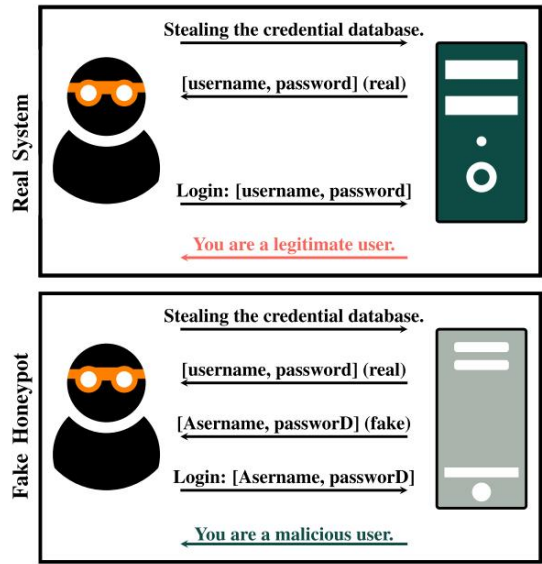 Real System
Stealing the credential database.
[username, password] (real)
Login: [username, password]
You are a legitimate user.
Fake Honeypot
Stealing the credential database.
[username, password] (real)
[Asername, passworD] (fake)
Login: [Asername, passworD]
You are a malicious user.